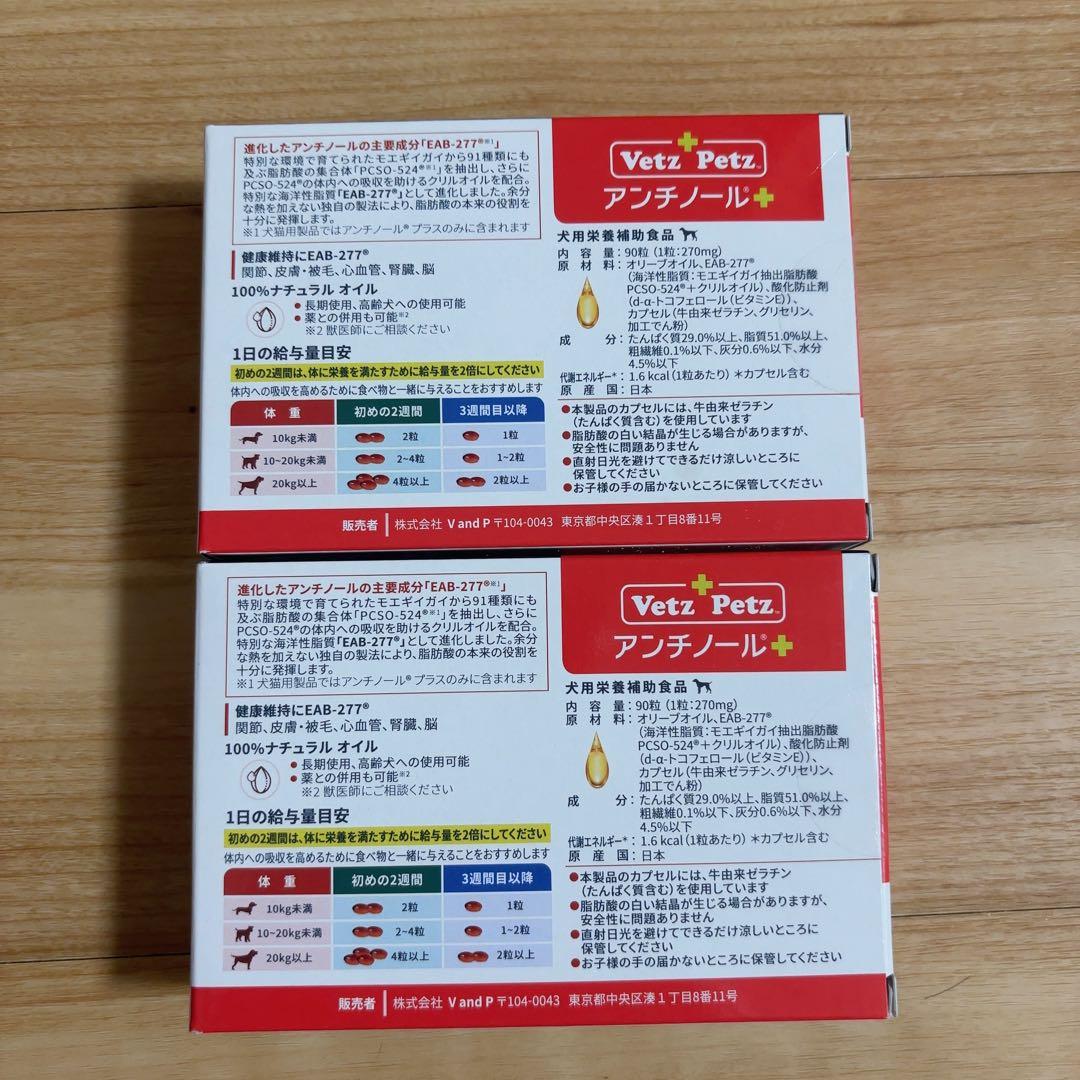 進化したアンチノールの主要成分「EAB-277®※1」
特別な環境で育てられたモエギイガイから91種類にも
及ぶ脂肪酸の集合体「PCSO-524®※1」を抽出し、さらに
PCSO-524®の体内への吸収を助けるクリルオイルを配合。
特別な海洋性脂質「EAB-277®」として進化しました。余分
な熱を加えない独自の製法により、脂肪酸の本来の役割を
十分に発揮します。
※1 犬猫用製品ではアンチノール® プラスのみに含まれます
健康維持にEAB-277®
関節、皮膚・被毛、心血管、腎臓、脳
100%ナチュラル オイル
● 長期使用、高齢犬への使用可能
● 薬との併用も可能※2
※2 獣医師にご相談ください
1日の給与量目安
初めの2週間は、体に栄養を満たすために給与量を2倍にしてください
体内への吸収を高めるために食べ物と一緒に与えることをおすすめします
体 重 初めの2週間 3週間目以降
10kg未満 2粒 1粒
10~20kg未満 2~4粒 1~2粒
20kg以上 4粒以上 2粒以上
Vetz Petz™
アンチノール®+
犬用栄養補助食品
内容量:90粒(1粒:270mg)
原材料:オリーブオイル、EAB-277®
(海洋性脂質:モエギイガイ抽出脂肪酸
PCSO-524®+クリルオイル)、酸化防止剤
(d-α-トコフェロール(ビタミンE))、
カプセル(牛由来ゼラチン、グリセリン、
加工でん粉)
成分:たんぱく質29.0%以上、脂質51.0%以上、
粗繊維0.1%以下、灰分0.6%以下、水分
4.5%以下
代謝エネルギー*:1.6 kcal(1粒あたり)*カプセル含む
原産国:日本
●本製品のカプセルには、牛由来ゼラチン
(たんぱく質含む)を使用しています
●脂肪酸の白い結晶が生じる場合がありますが、
安全性に問題ありません
●直射日光を避けてできるだけ涼しいところに
保管してください
●お子様の手の届かないところに保管してください
販売者 株式会社 V and P 〒104-0043 東京都中央区湊1丁目8番11号
進化したアンチノールの主要成分「EAB-277®※1」
特別な環境で育てられたモエギイガイから91種類にも
及ぶ脂肪酸の集合体「PCSO-524®※1」を抽出し、さらに
PCSO-524®の体内への吸収を助けるクリルオイルを配合。
特別な海洋性脂質「EAB-277®」として進化しました。余分
な熱を加えない独自の製法により、脂肪酸の本来の役割を
十分に発揮します。
※1 犬猫用製品ではアンチノール® プラスのみに含まれます
健康維持にEAB-277®
関節、皮膚・被毛、心血管、腎臓、脳
100%ナチュラル オイル
● 長期使用、高齢犬への使用可能
● 薬との併用も可能※2
※2 獣医師にご相談ください
1日の給与量目安
初めの2週間は、体に栄養を満たすために給与量を2倍にしてください
体内への吸収を高めるために食べ物と一緒に与えることをおすすめします
体 重 初めの2週間 3週間目以降
10kg未満 2粒 1粒
10~20kg未満 2~4粒 1~2粒
20kg以上 4粒以上 2粒以上
Vetz Petz™
アンチノール®+
犬用栄養補助食品
内容量:90粒(1粒:270mg)
原材料:オリーブオイル、EAB-277®
(海洋性脂質:モエギイガイ抽出脂肪酸
PCSO-524®+クリルオイル)、酸化防止剤
(d-α-トコフェロール(ビタミンE))、
カプセル(牛由来ゼラチン、グリセリン、
加工でん粉)
成分:たんぱく質29.0%以上、脂質51.0%以上、
粗繊維0.1%以下、灰分0.6%以下、水分
4.5%以下
代謝エネルギー*:1.6 kcal(1粒あたり)*カプセル含む
原産国:日本
●本製品のカプセルには、牛由来ゼラチン
(たんぱく質含む)を使用しています
●脂肪酸の白い結晶が生じる場合がありますが、
安全性に問題ありません
●直射日光を避けてできるだけ涼しいところに
保管してください
●お子様の手の届かないところに保管してください
販売者 株式会社 V and P 〒104-0043 東京都中央区湊1丁目8番11号